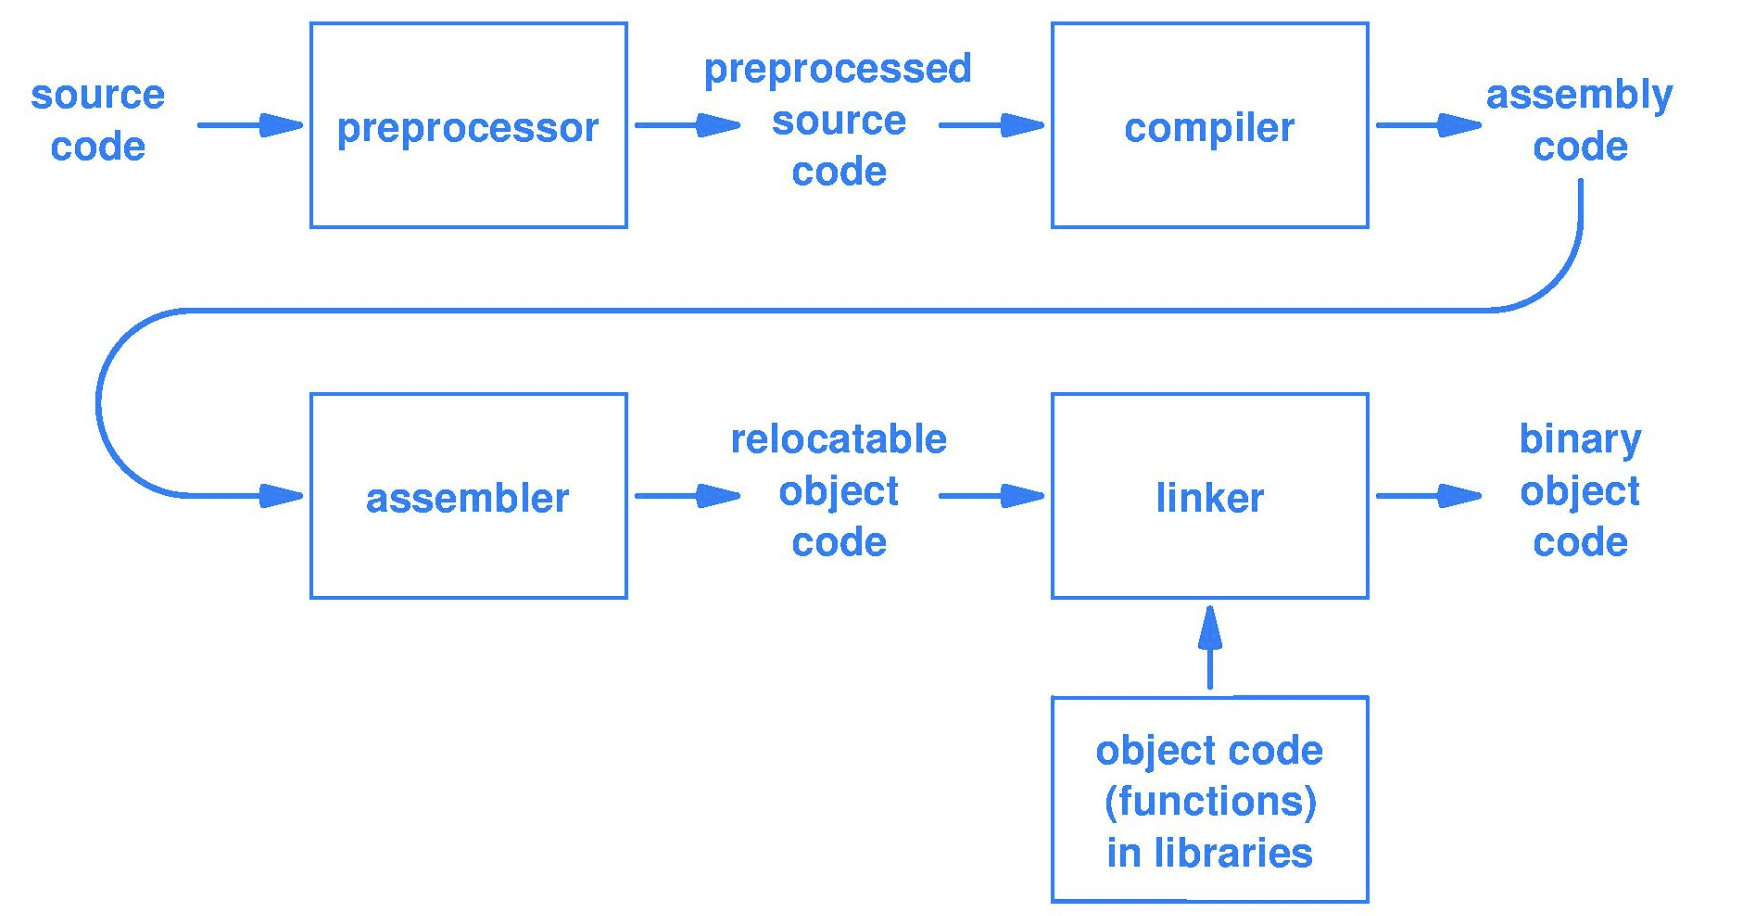 source
code
preprocessor
preprocessed
source
code
compiler
assembly
code
assembler
relocatable
object
code
linker
binary
object
code
object code
(functions)
in libraries